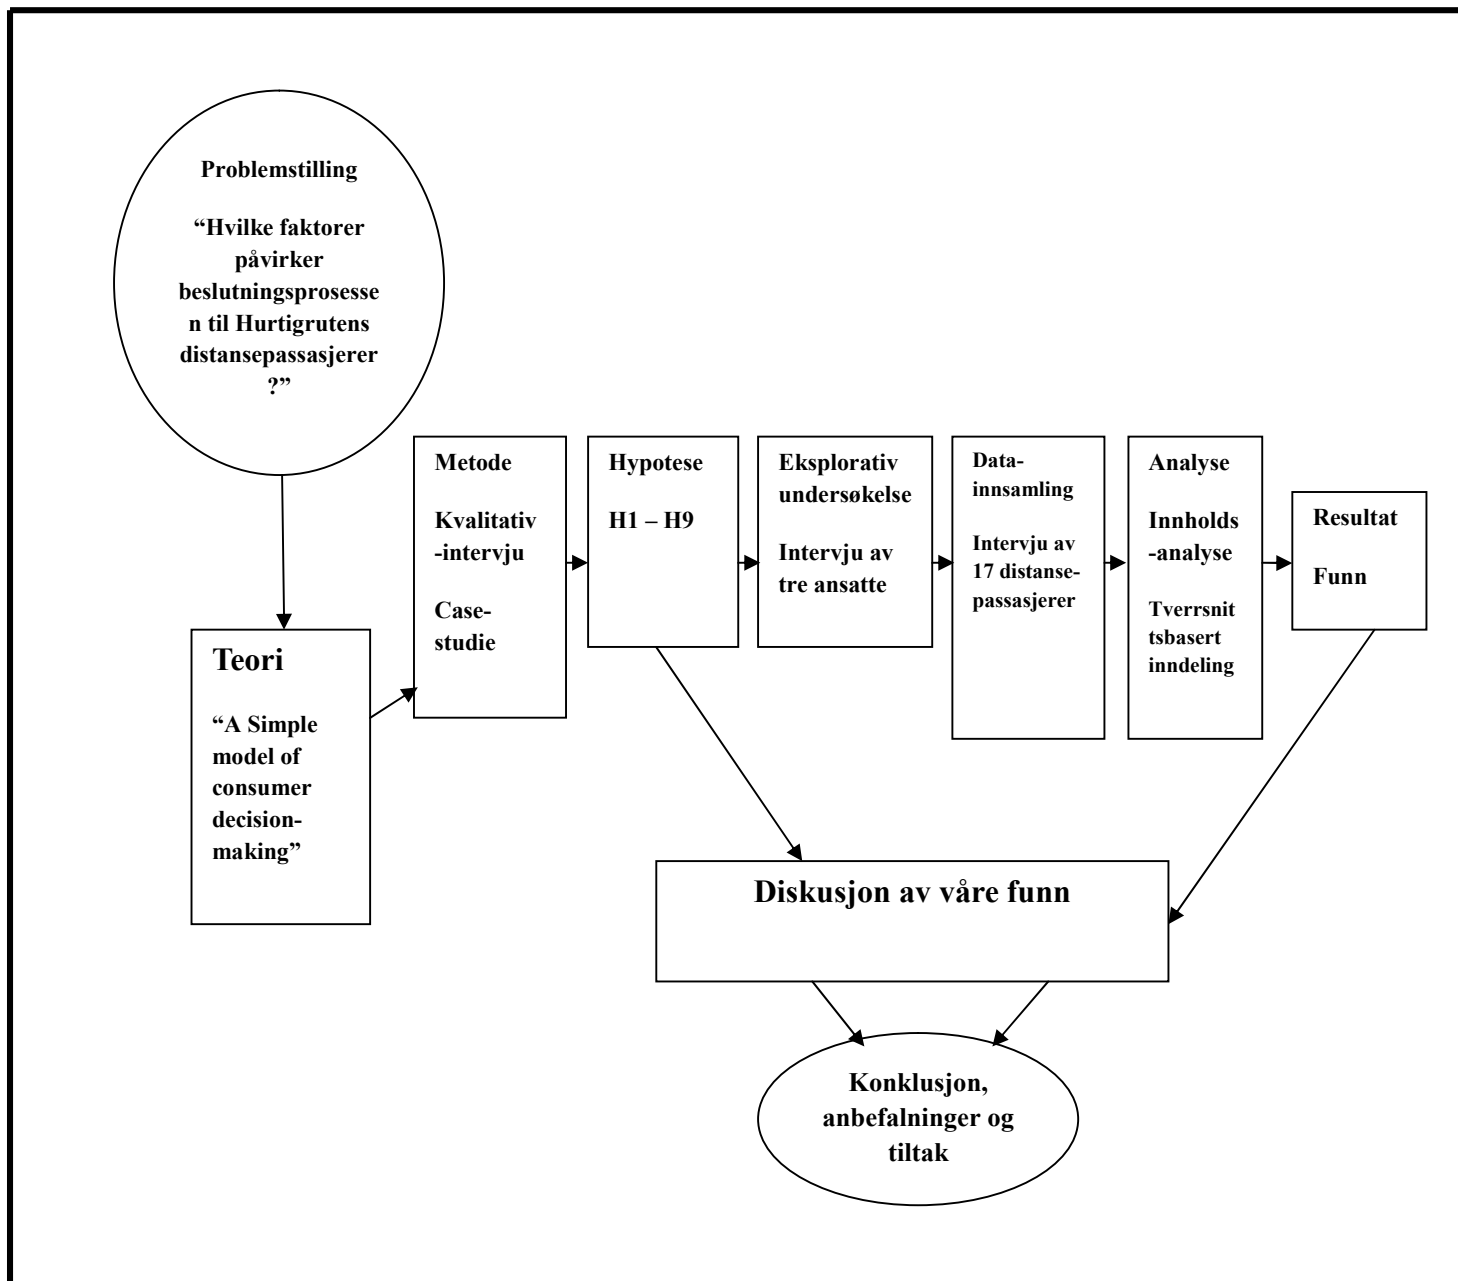 Problemstilling
“Hvilke faktorer
påvirker
beslutningsprosesse
n til Hurtigrutens
distansepassasjerer
?”
Teori
“A Simple
model of
consumer
decision-
making”
Metode
Kvalitativ
-intervju
Case-
studie
Hypotese
H1 – H9
Eksplorativ
undersøkelse
Intervju av
tre ansatte
Data-
innsamling
Intervju av
17 distanse-
passasjerer
Analyse
Innholds
-analyse
Tverrsnit
tsbasert
inndeling
Resultat
Funn
Diskusjon av våre funn
Konklusjon,
anbefalninger og
tiltak